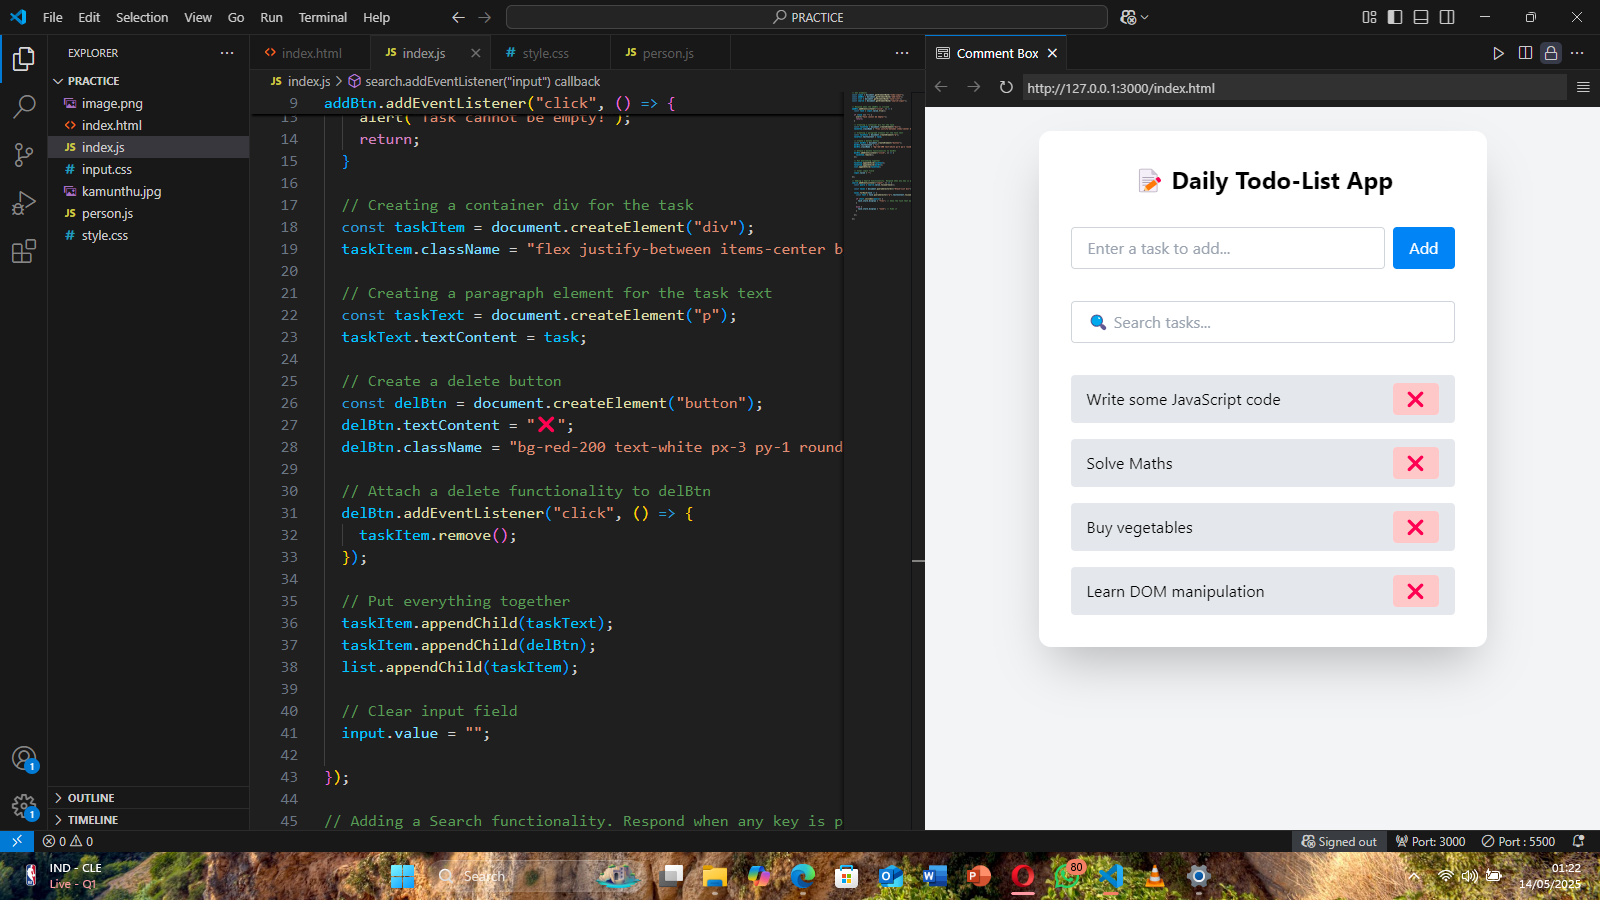 File Edit Selection View Go Run Terminal Help
PRACTICE
EXPLORER
PRACTICE
image.png
index.html
JS index.js
# input.css
kamunthu.jpg
JS person.js
# style.css
OUTLINE
TIMELINE
1
1
index.html
JS index.js
# style.css
JS person.js
JS index.js > search.addEventListener("input") callback
9 addBtn.addEventListener("click", () => {
13 alert("Task cannot be empty!");
14 return;
15 }
16
17 // Creating a container div for the task
18 const taskItem = document.createElement("div");
19 taskItem.className = "flex justify-between items-center b
20
21 // Creating a paragraph element for the task text
22 const taskText = document.createElement("p");
23 taskText.textContent = task;
24
25 // Create a delete button
26 const delBtn = document.createElement("button");
27 delBtn.textContent = "❌";
28 delBtn.className = "bg-red-200 text-white px-3 py-1 round
29
30 // Attach a delete functionality to delBtn
31 delBtn.addEventListener("click", () => {
32 taskItem.remove();
33 });
34
35 // Put everything together
36 taskItem.appendChild(taskText);
37 taskItem.appendChild(delBtn);
38 list.appendChild(taskItem);
39
40 // Clear input field
41 input.value = "";
42
43 });
44
45 // Adding a Search functionality. Respond when any key is p
Comment Box
http://127.0.0.1:3000/index.html
📝 Daily Todo-List App
Enter a task to add...
Add
🔍 Search tasks...
Write some JavaScript code ❌
Solve Maths ❌
Buy vegetables ❌
Learn DOM manipulation ❌
0 0
Signed out
Port: 3000
Port : 5500
IND - CLE
Live - Q1
Search
80
01:22
14/05/2025